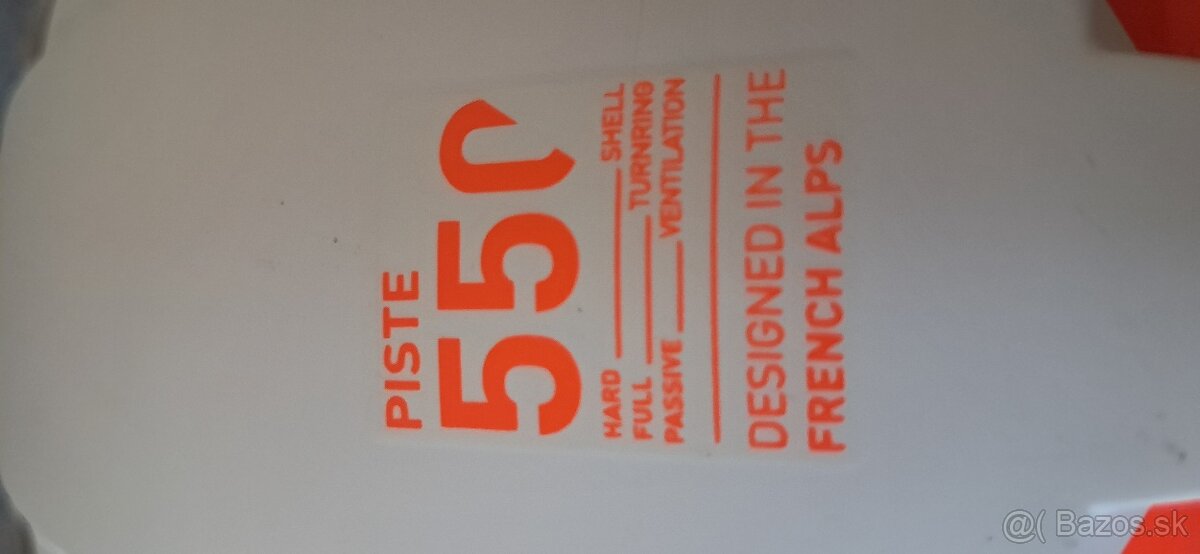 PISTE
550
HARD SHELL
FULL TURNRING
PASSIVE VENTILATION
DESIGNED IN THE
FRENCH ALPS
@( Bazos.sk